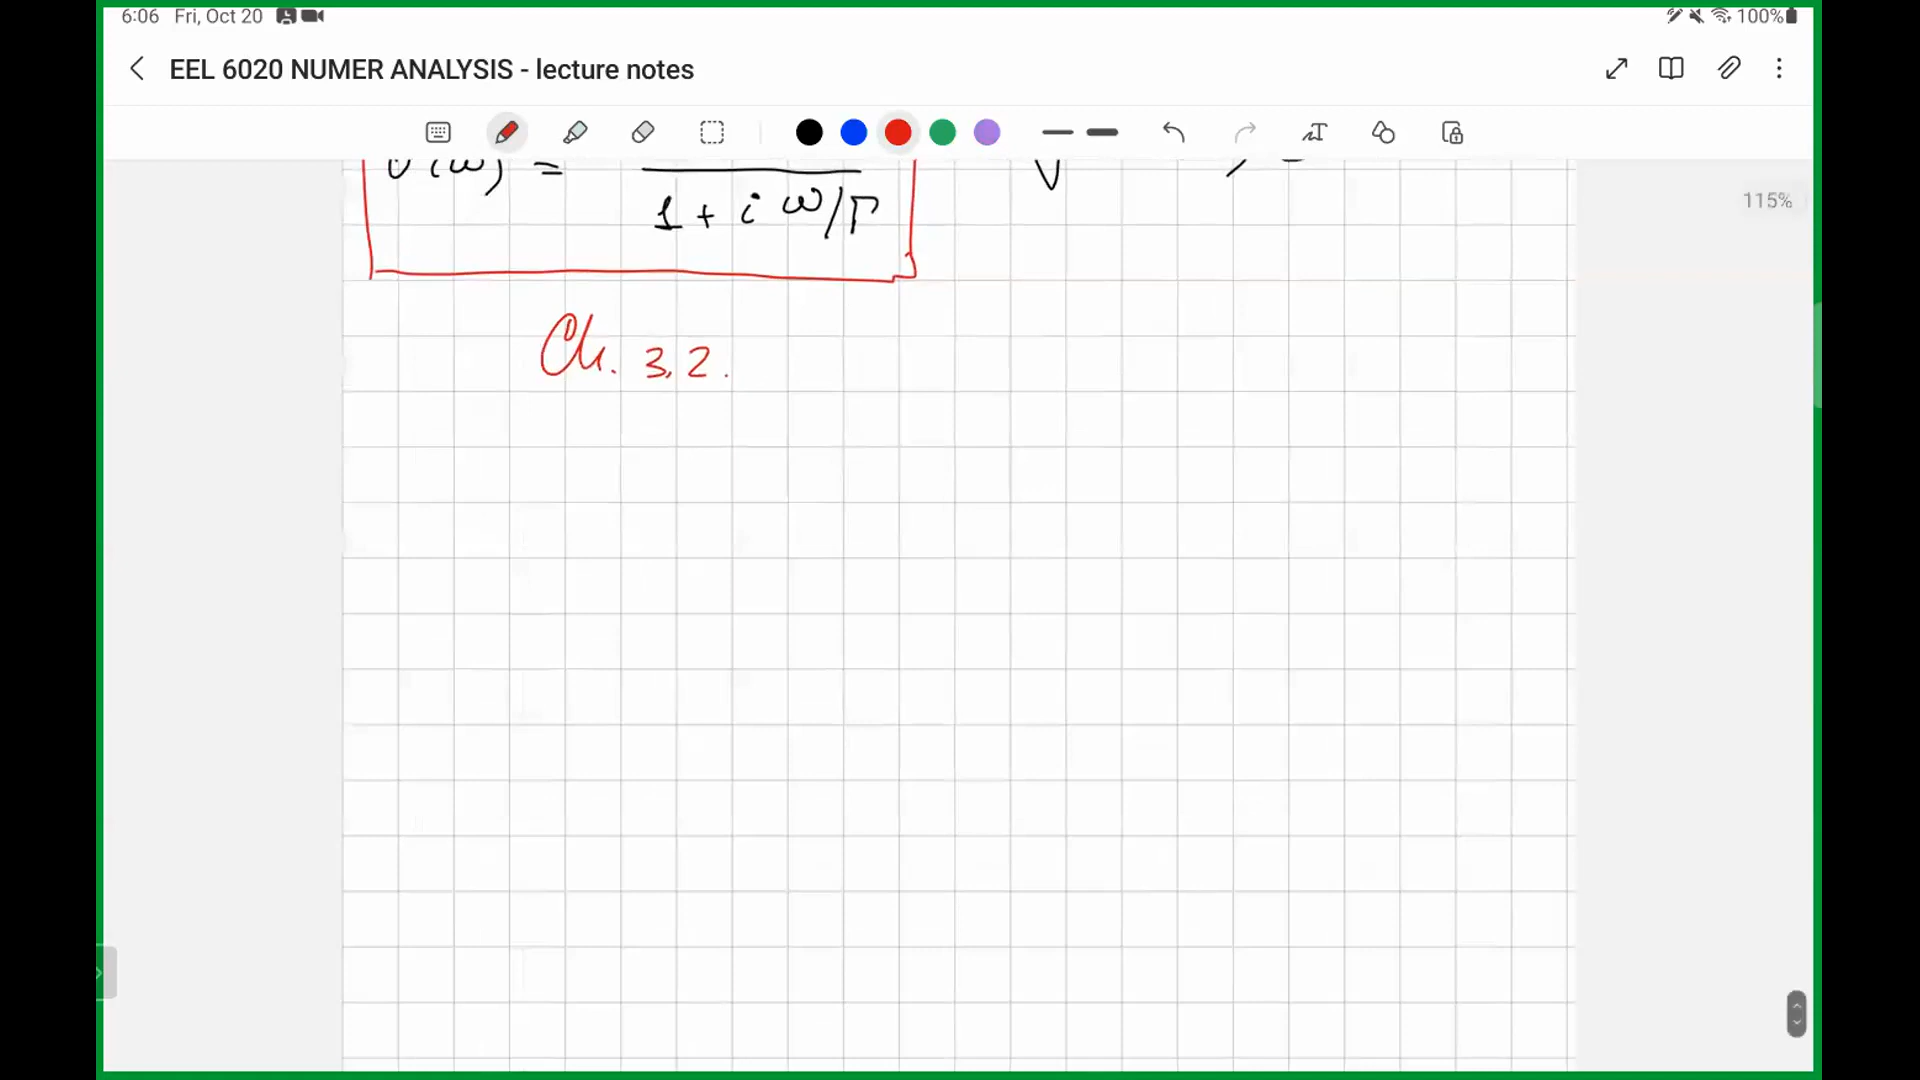 6:06 Fri, Oct 20 100%
EEL 6020 NUMER ANALYSIS - lecture notes
115%
(ω) =
1 + i ω/Γ
Ch. 3.2.